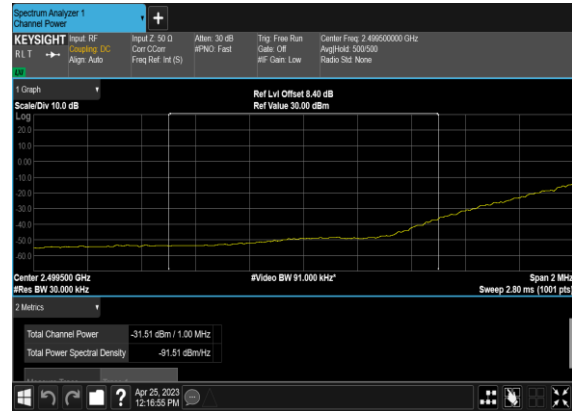 Spectrum Analyzer 1
Channel Power
+
KEYSIGHT
RLT
Input: RF
Coupling: DC
Align: Auto
Input Z: 50 Ω
Corr CCorr
Freq Ref: Int (S)
Atten: 30 dB
#PNO: Fast
Trig: Free Run
Gate: Off
#IF Gain: Low
Center Freq: 2.499500000 GHz
Avg|Hold: 500/500
Radio Std: None
1 Graph
Scale/Div 10.0 dB
Ref Lvl Offset 8.40 dB
Ref Value 30.00 dBm
Log
20.0
10.0
0.00
-10.0
-20.0
-30.0
-40.0
-50.0
-60.0
Center 2.499500 GHz
#Video BW 91.000 kHz*
Span 2 MHz
#Res BW 30.000 kHz
Sweep 2.80 ms (1001 pts)
2 Metrics
Total Channel Power -31.51 dBm / 1.00 MHz
Total Power Spectral Density -91.51 dBm/Hz
?
Apr 25, 2023
12:16:55 PM